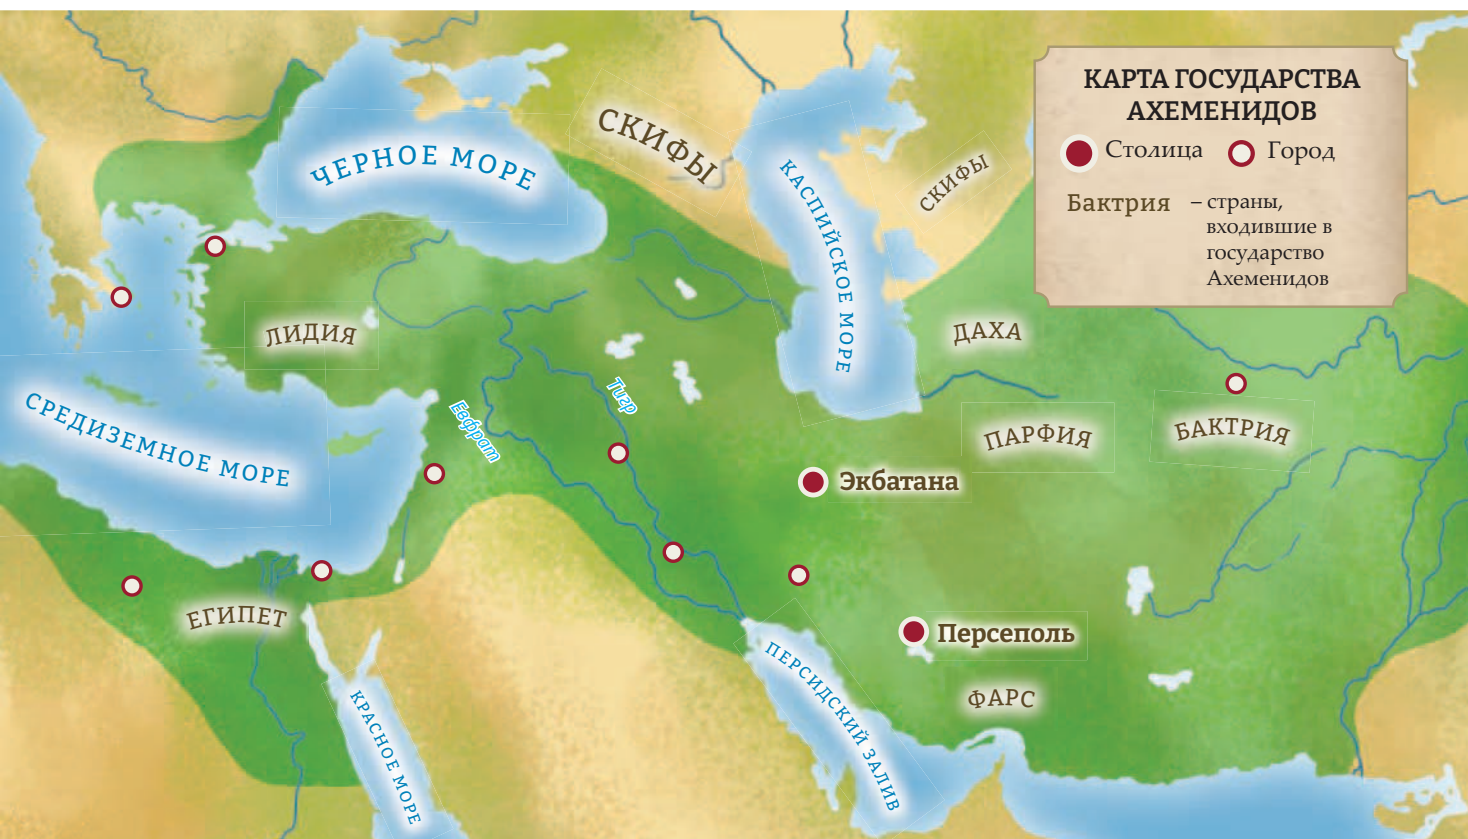 КАРТА ГОСУДАРСТВА
АХЕМЕНИДОВ
Столица
Город
Бактрия – страны,
входившие в
государство
Ахеменидов
СКИФЫ
ЧЕРНОЕ МОРЕ
КАСПИЙСКОЕ МОРЕ
СКИФЫ
ЛИДИЯ
ДАХА
Тигр
Евфрат
СРЕДИЗЕМНОЕ МОРЕ
ПАРФИЯ
БАКТРИЯ
Экбатана
ЕГИПЕТ
Персеполь
ПЕРСИДСКИЙ ЗАЛИВ
ФАРС
КРАСНОЕ МОРЕ